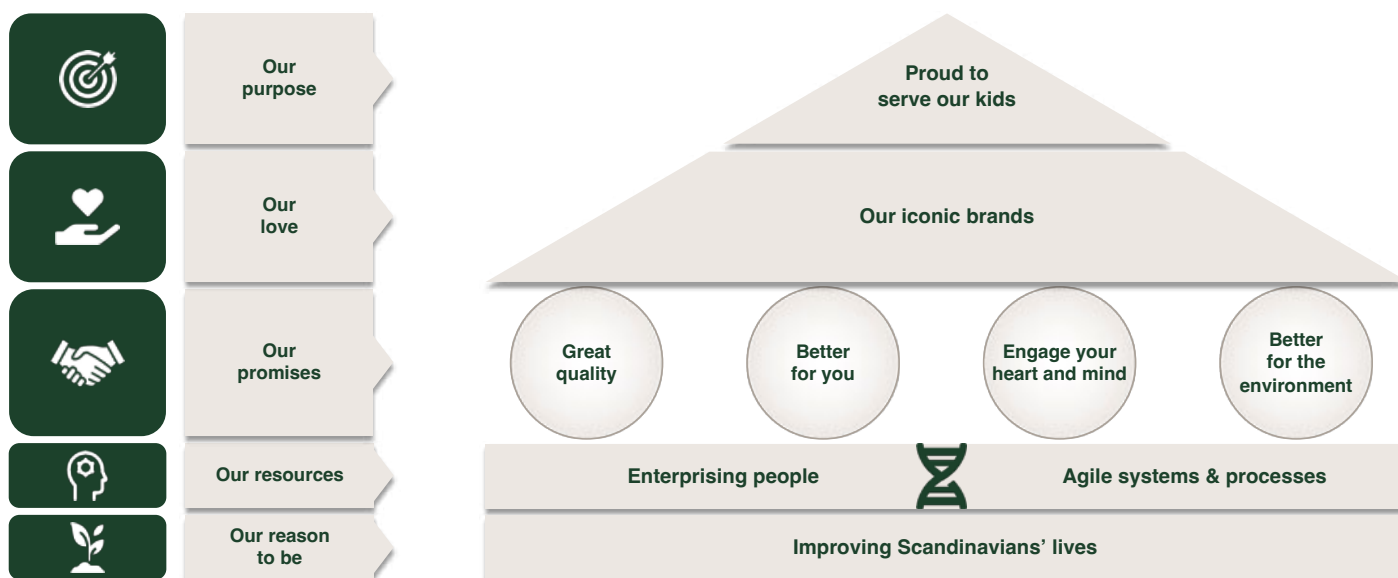 Our
purpose
Proud to
serve our kids
Our
love
Our iconic brands
Our
promises
Great
quality
Better
for you
Engage your
heart and mind
Better
for the
environment
Our resources
Enterprising people
Agile systems & processes
Our reason
to be
Improving Scandinavians’ lives